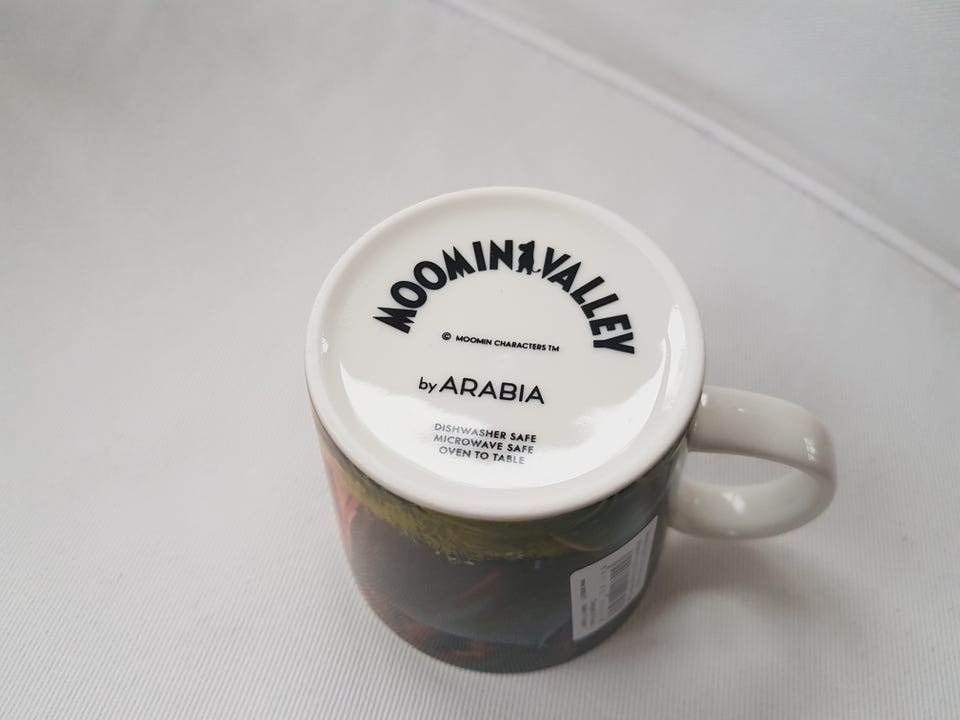 MOOMINVALLEY
© MOOMIN CHARACTERS TM
by ARABIA
DISHWASHER SAFE
MICROWAVE SAFE
OVEN TO TABLE